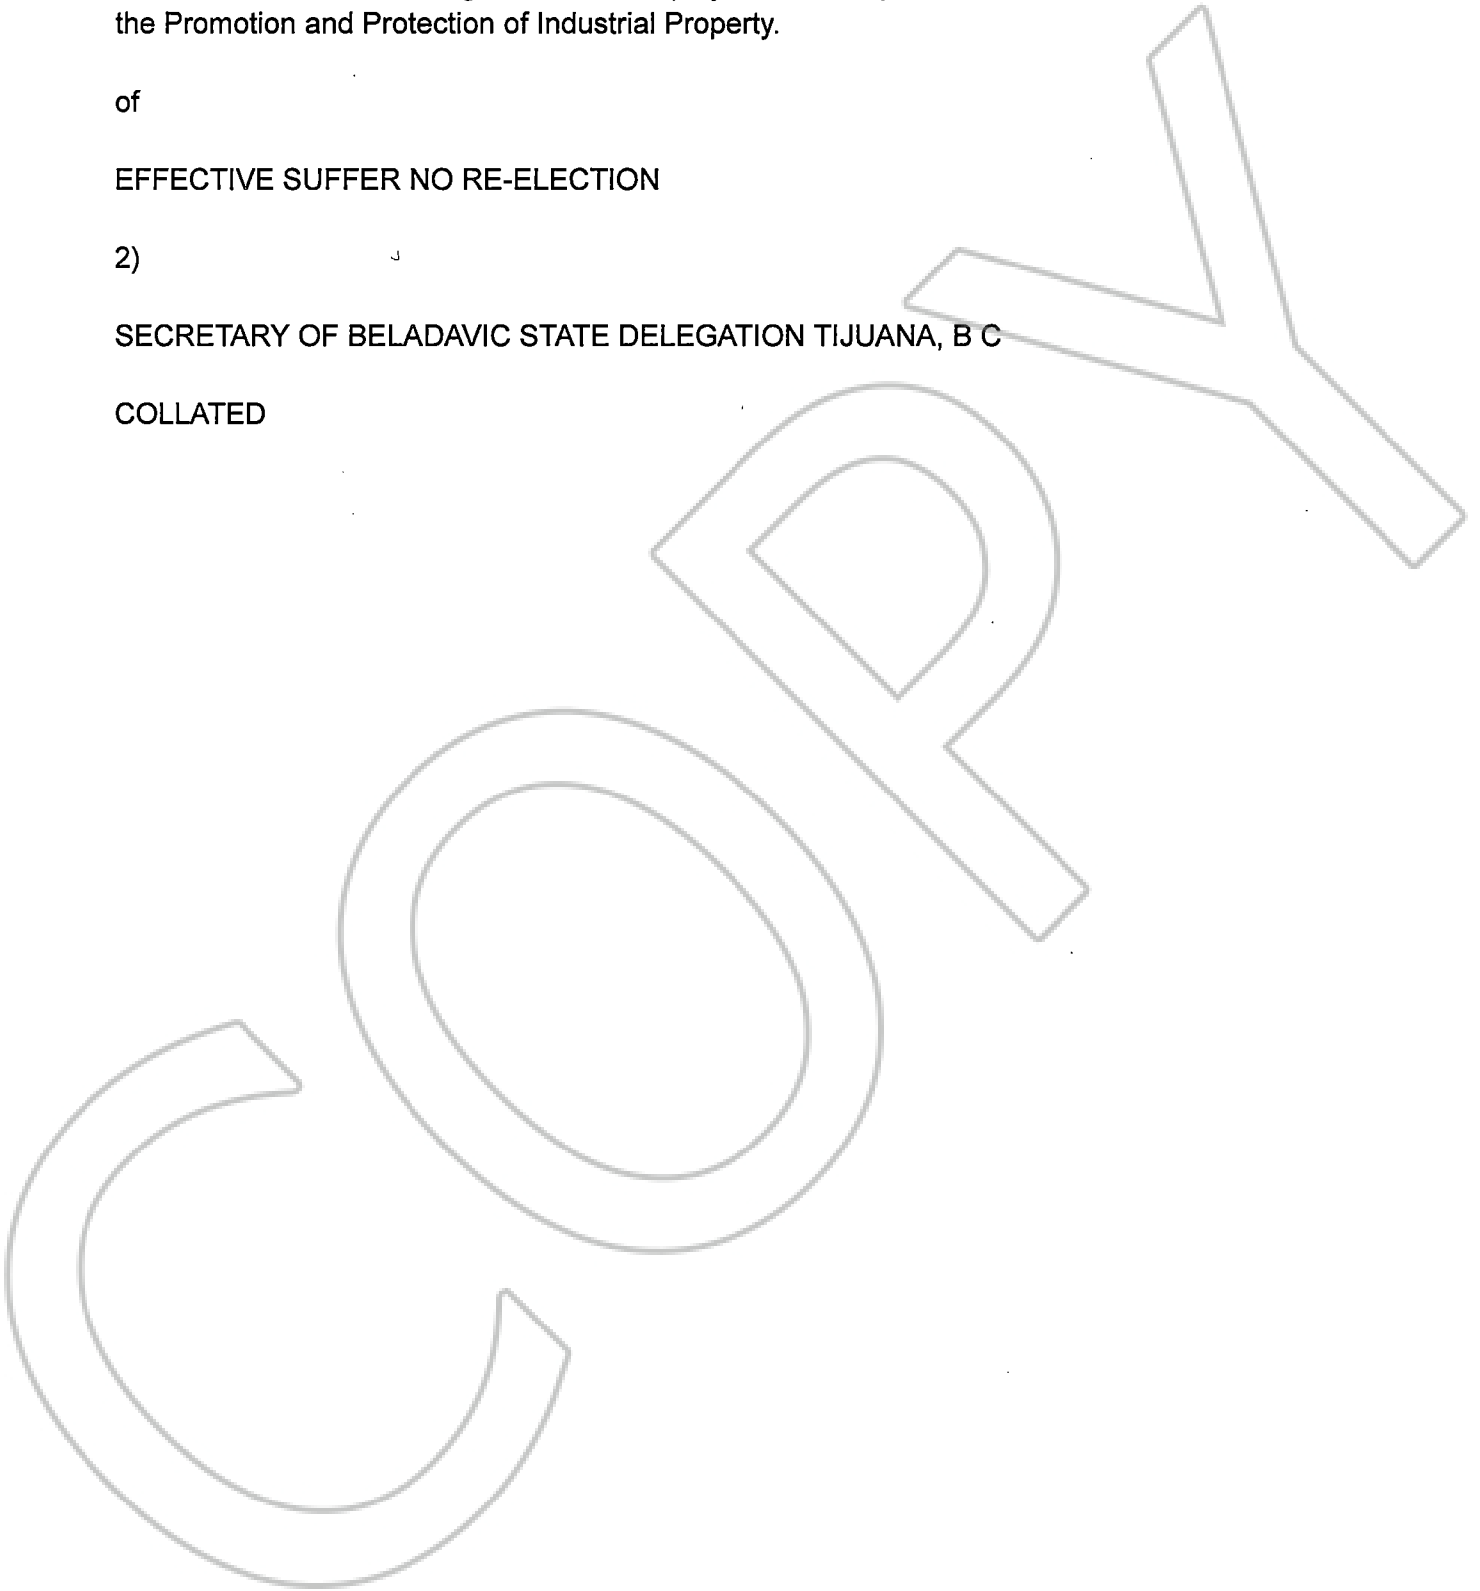 the Promotion and Protection of Industrial Property.
of
EFFECTIVE SUFFER NO RE-ELECTION
2)
SECRETARY OF BELADAVIC STATE DELEGATION TIJUANA, B C
COLLATED
COPY